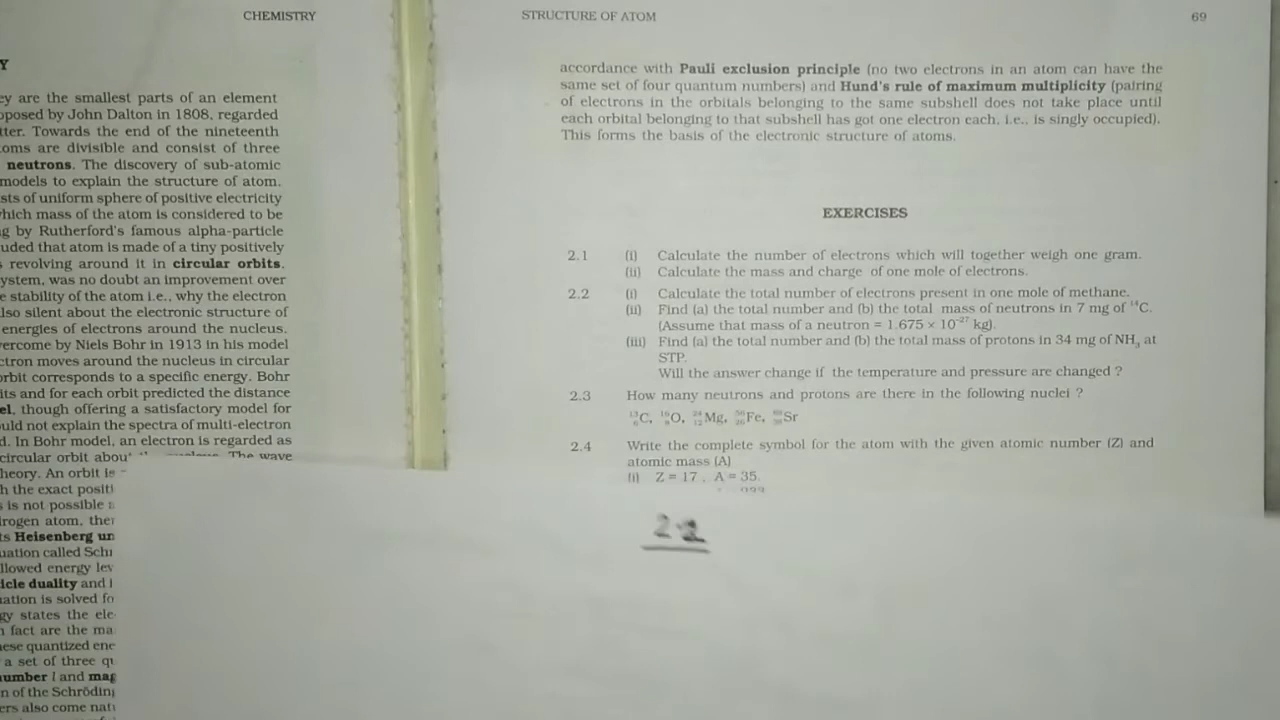 CHEMISTRY
Y
ey are the smallest parts of an element
posed by John Dalton in 1808, regarded
tter. Towards the end of the nineteenth
oms are divisible and consist of three
neutrons. The discovery of sub-atomic
models to explain the structure of atom.
sts of uniform sphere of positive electricity
hich mass of the atom is considered to be
g by Rutherford's famous alpha-particle
uded that atom is made of a tiny positively
s revolving around it in circular orbits.
ystem, was no doubt an improvement over
e stability of the atom i.e., why the electron
lso silent about the electronic structure of
energies of electrons around the nucleus.
ercome by Niels Bohr in 1913 in his model
ctron moves around the nucleus in circular
orbit corresponds to a specific energy. Bohr
its and for each orbit predicted the distance
el, though offering a satisfactory model for
uld not explain the spectra of multi-electron
d. In Bohr model, an electron is regarded as
circular orbit about The wave
heory. An orbit is
h the exact positi
s is not possible
rogen atom, ther
ts Heisenberg un
uation called Schr
llowed energy lev
icle duality and
uation is solved fo
gy states the ele
n fact are the ma
hese quantized ene
a set of three qu
number l and mag
n of the Schrödin
ers also come nat
STRUCTURE OF ATOM
69
accordance with Pauli exclusion principle (no two electrons in an atom can have the
same set of four quantum numbers) and Hund's rule of maximum multiplicity (pairing
of electrons in the orbitals belonging to the same subshell does not take place until
each orbital belonging to that subshell has got one electron each, i.e., is singly occupied).
This forms the basis of the electronic structure of atoms.
EXERCISES
2.1 (i) Calculate the number of electrons which will together weigh one gram.
(ii) Calculate the mass and charge of one mole of electrons.
2.2 (i) Calculate the total number of electrons present in one mole of methane.
(ii) Find (a) the total number and (b) the total mass of neutrons in 7 mg of ¹⁴C.
(Assume that mass of a neutron = 1.675 × 10⁻²⁷ kg).
(iii) Find (a) the total number and (b) the total mass of protons in 34 mg of NH₃ at
STP.
Will the answer change if the temperature and pressure are changed ?
2.3 How many neutrons and protons are there in the following nuclei ?
¹³₆C, ¹⁶₈O, ²⁴₁₂Mg, ⁵⁶₂₆Fe, ⁸⁸₃₈Sr
2.4 Write the complete symbol for the atom with the given atomic number (Z) and
atomic mass (A)
(i) Z = 17 , A = 35.
2.2